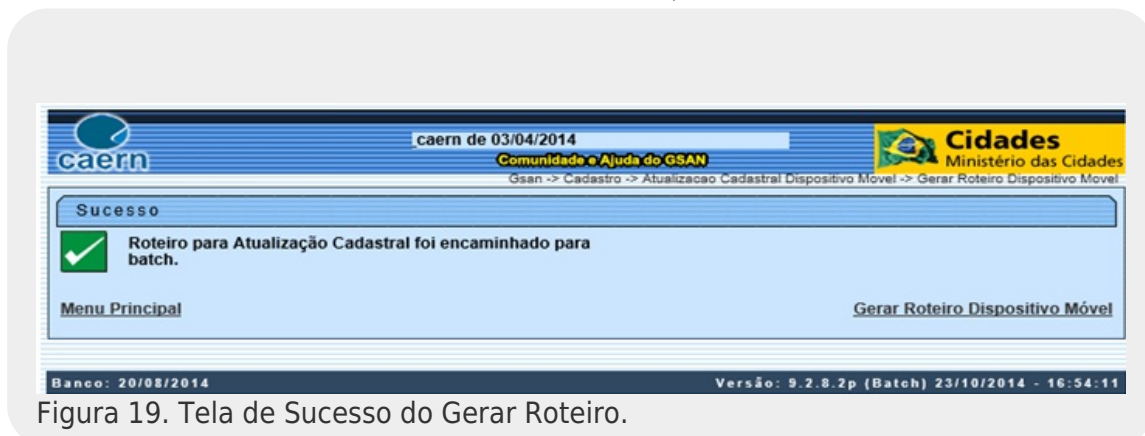 caern
caern de 03/04/2014
Comunidade e Ajuda do GSAN
Cidades
Ministério das Cidades
Gsan -> Cadastro -> Atualizacao Cadastral Dispositivo Movel -> Gerar Roteiro Dispositivo Movel
Sucesso
Roteiro para Atualização Cadastral foi encaminhado para
batch.
Menu Principal
Gerar Roteiro Dispositivo Móvel
Banco: 20/08/2014
Versão: 9.2.8.2p (Batch) 23/10/2014 - 16:54:11
Figura 19. Tela de Sucesso do Gerar Roteiro.